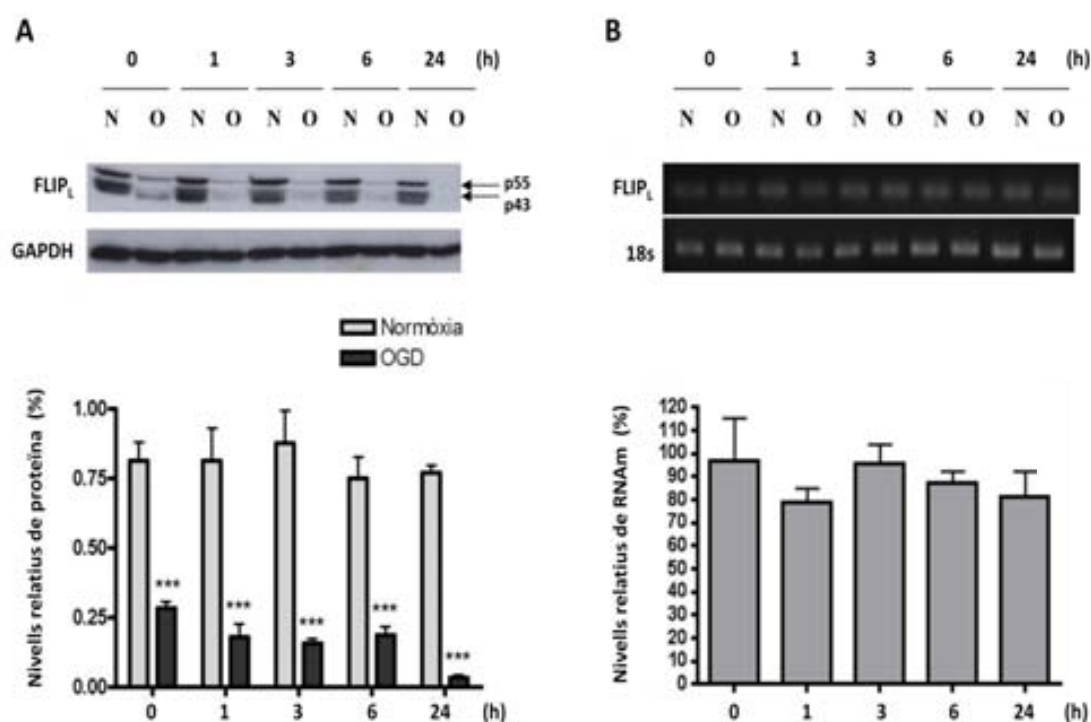 A
0 1 3 6 24 (h)
N O N O N O N O N O
FLIPL
p55
p43
GAPDH
Normòxia
OGD
Nivells relatius de proteïna (%)
1.00
0.75
0.50
0.25
0.00
***
***
***
***
***
0 1 3 6 24 (h)
B
0 1 3 6 24 (h)
N O N O N O N O N O
FLIPL
18s
Nivells relatius de RNAm (%)
120
110
100
90
80
70
60
50
40
30
20
10
0
0 1 3 6 24 (h)